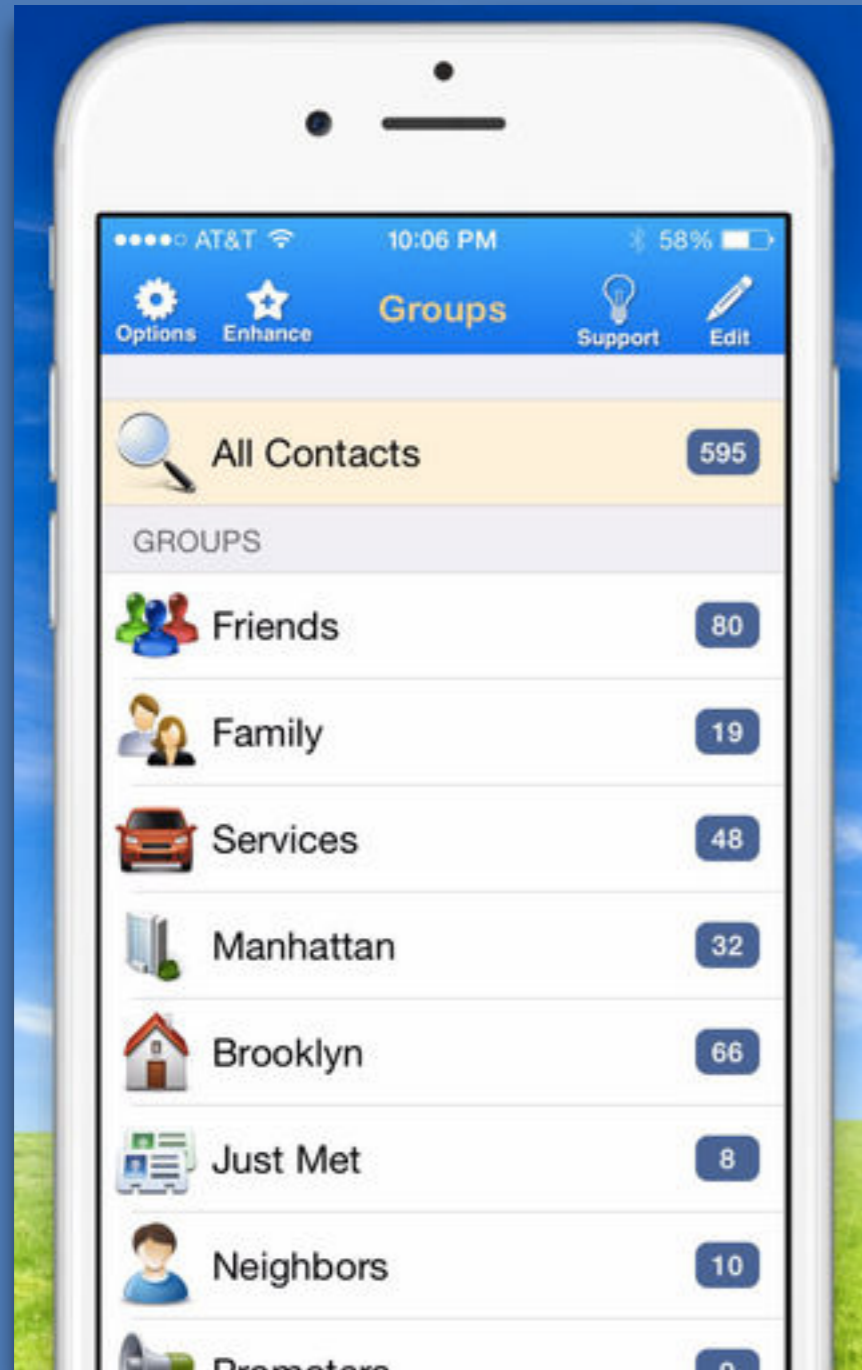 AT&T 10:06 PM 58%
Options Enhance Groups Support Edit
All Contacts 595
GROUPS
Friends 80
Family 19
Services 48
Manhattan 32
Brooklyn 66
Just Met 8
Neighbors 10
Promoters